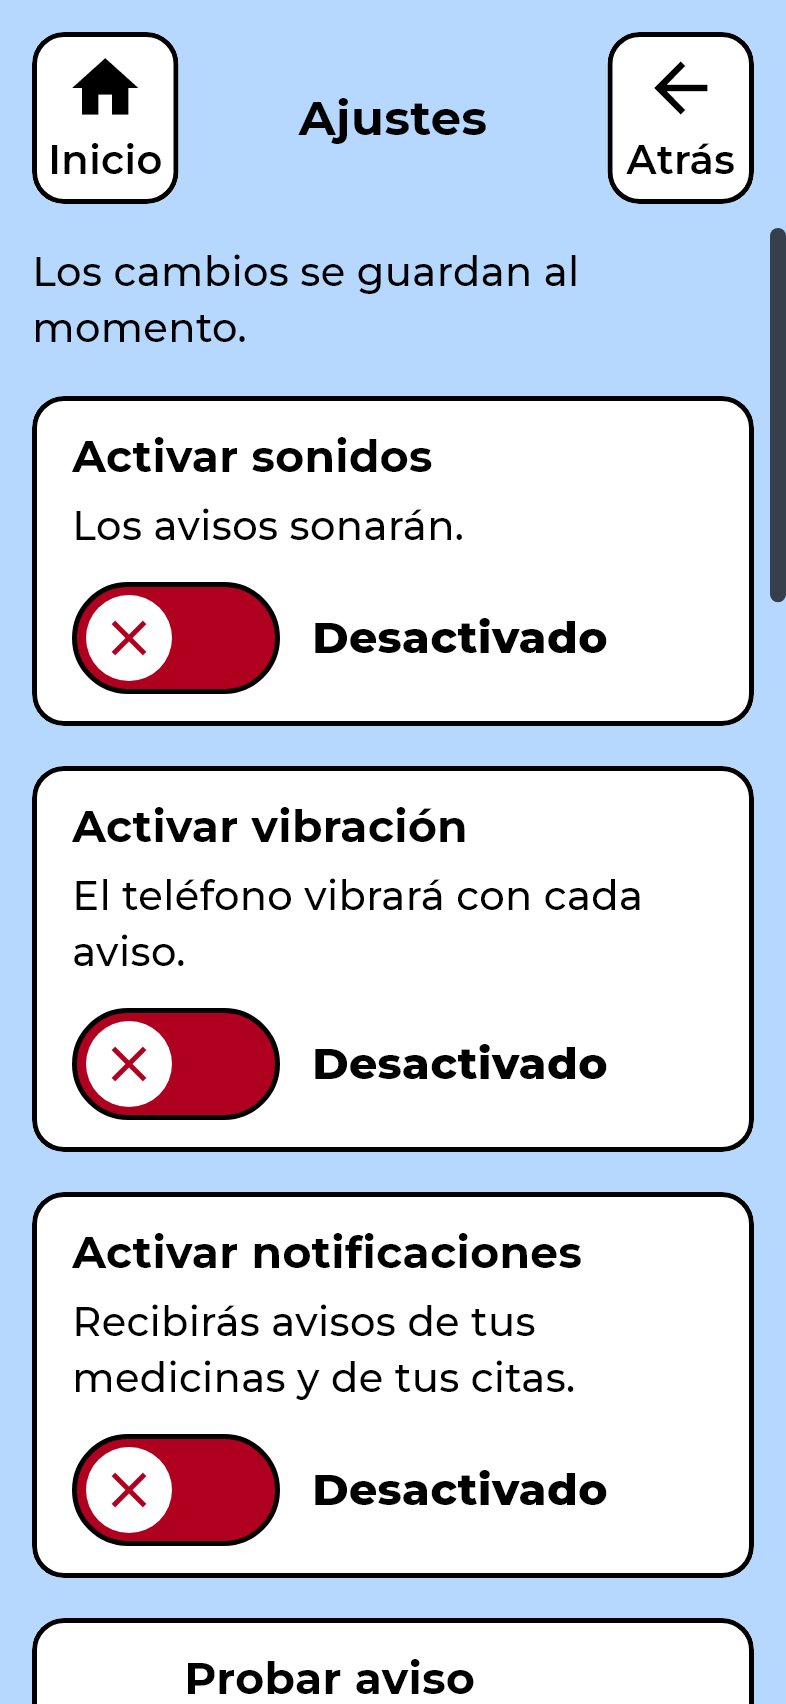 Inicio
Ajustes
Atrás
Los cambios se guardan al
momento.
Activar sonidos
Los avisos sonarán.
Desactivado
Activar vibración
El teléfono vibrará con cada
aviso.
Desactivado
Activar notificaciones
Recibirás avisos de tus
medicinas y de tus citas.
Desactivado
Probar aviso